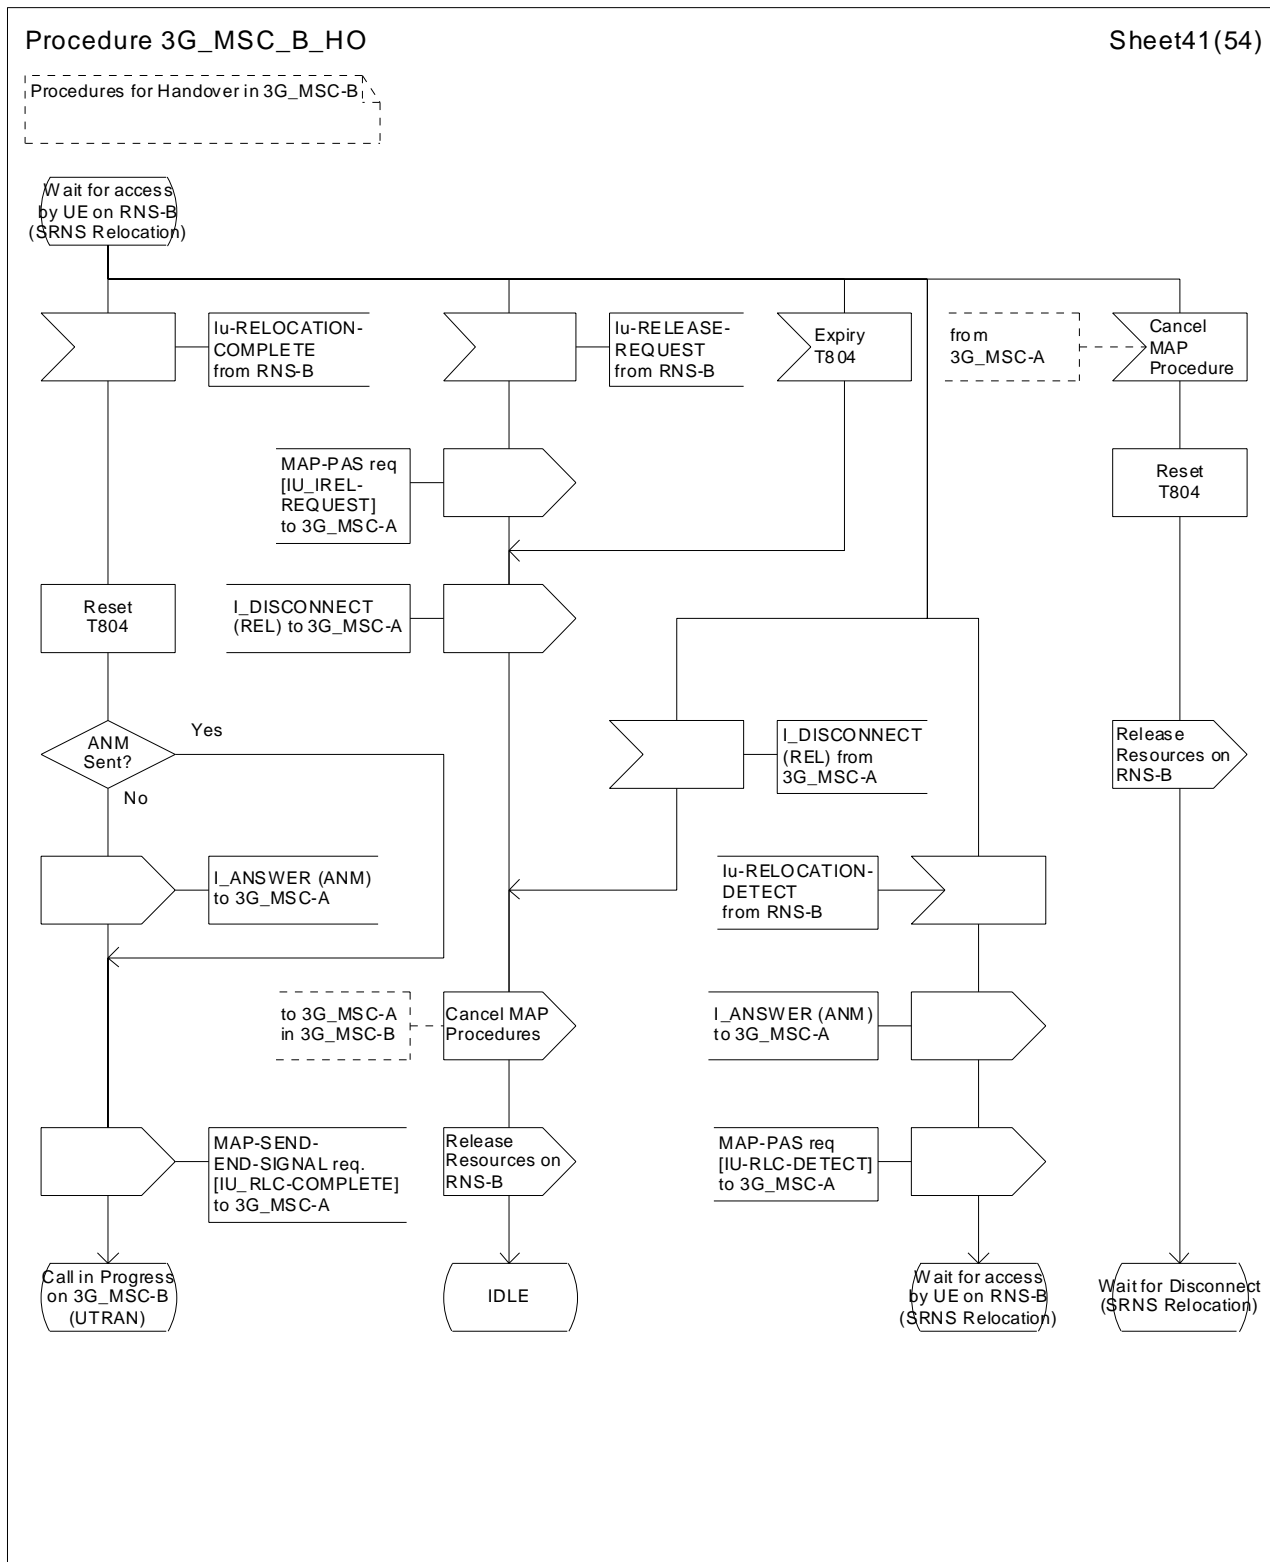 Procedure 3G_MSC_B_HO
Sheet41(54)
Procedures for Handover in 3G_MSC-B
Wait for access
by UE on RNS-B
(SRNS Relocation)
Iu-RELOCATION-
COMPLETE
from RNS-B
Iu-RELEASE-
REQUEST
from RNS-B
Expiry
T804
from
3G_MSC-A
Cancel
MAP
Procedure
MAP-PAS req
[IU_IREL-
REQUEST]
to 3G_MSC-A
Reset
T804
Reset
T804
I_DISCONNECT
(REL) to 3G_MSC-A
ANM
Sent?
Yes
No
I_DISCONNECT
(REL) from
3G_MSC-A
Release
Resources on
RNS-B
I_ANSWER (ANM)
to 3G_MSC-A
Iu-RELOCATION-
DETECT
from RNS-B
to 3G_MSC-A
in 3G_MSC-B
Cancel MAP
Procedures
I_ANSWER (ANM)
to 3G_MSC-A
MAP-SEND-
END-SIGNAL req.
[IU_RLC-COMPLETE]
to 3G_MSC-A
Release
Resources on
RNS-B
MAP-PAS req
[IU-RLC-DETECT]
to 3G_MSC-A
Call in Progress
on 3G_MSC-B
(UTRAN)
IDLE
Wait for access
by UE on RNS-B
(SRNS Relocation)
Wait for Disconnect
(SRNS Relocation)